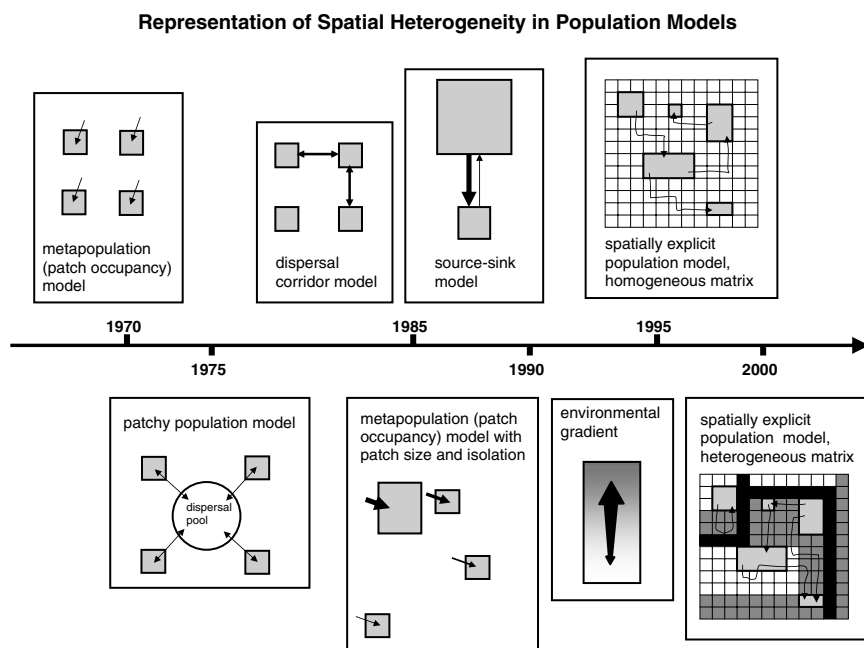 Representation of Spatial Heterogeneity in Population Models
metapopulation
(patch occupancy)
model
dispersal
corridor model
source-sink
model
spatially explicit
population model,
homogeneous matrix
1970
1985
1995
1975
1990
2000
patchy population model
dispersal
pool
metapopulation (patch
occupancy) model with
patch size and isolation
environmental
gradient
spatially explicit
population model,
heterogeneous matrix